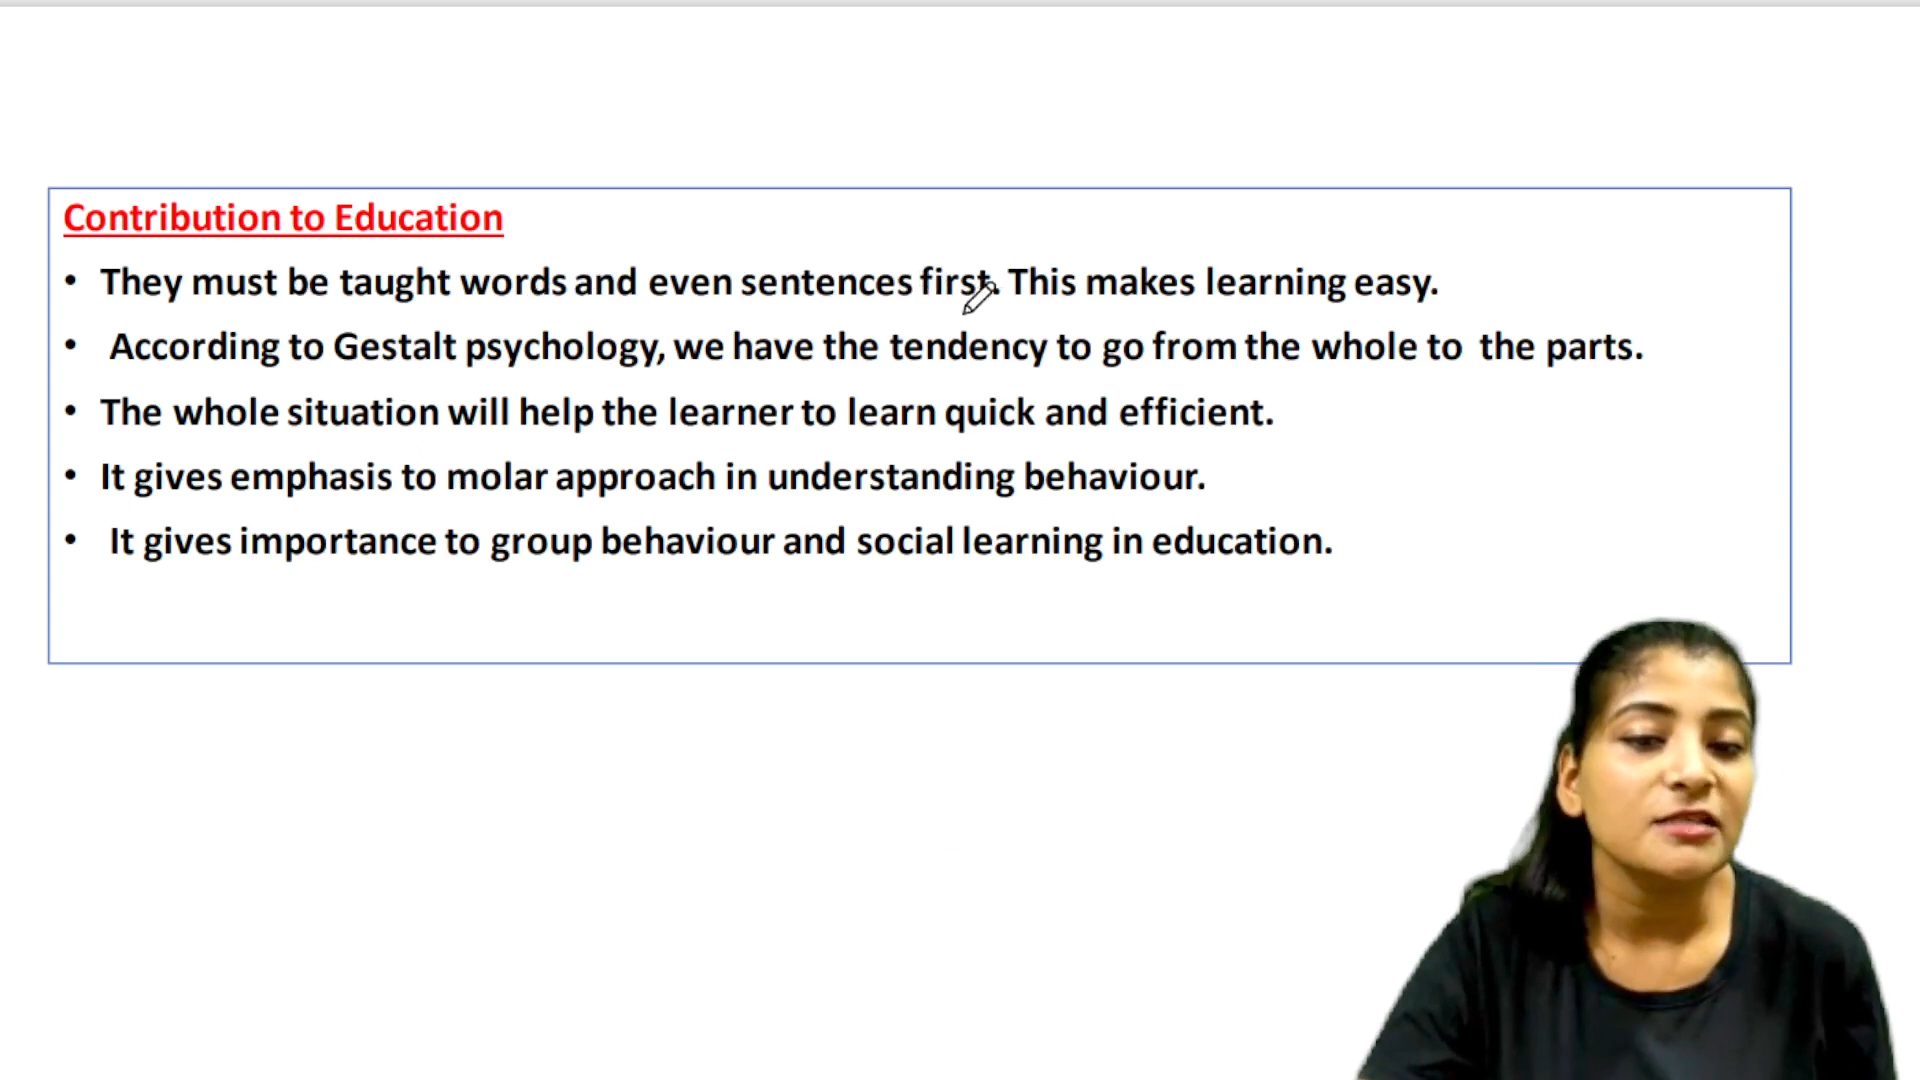 Contribution to Education
• They must be taught words and even sentences first. This makes learning easy.
• According to Gestalt psychology, we have the tendency to go from the whole to the parts.
• The whole situation will help the learner to learn quick and efficient.
• It gives emphasis to molar approach in understanding behaviour.
• It gives importance to group behaviour and social learning in education.